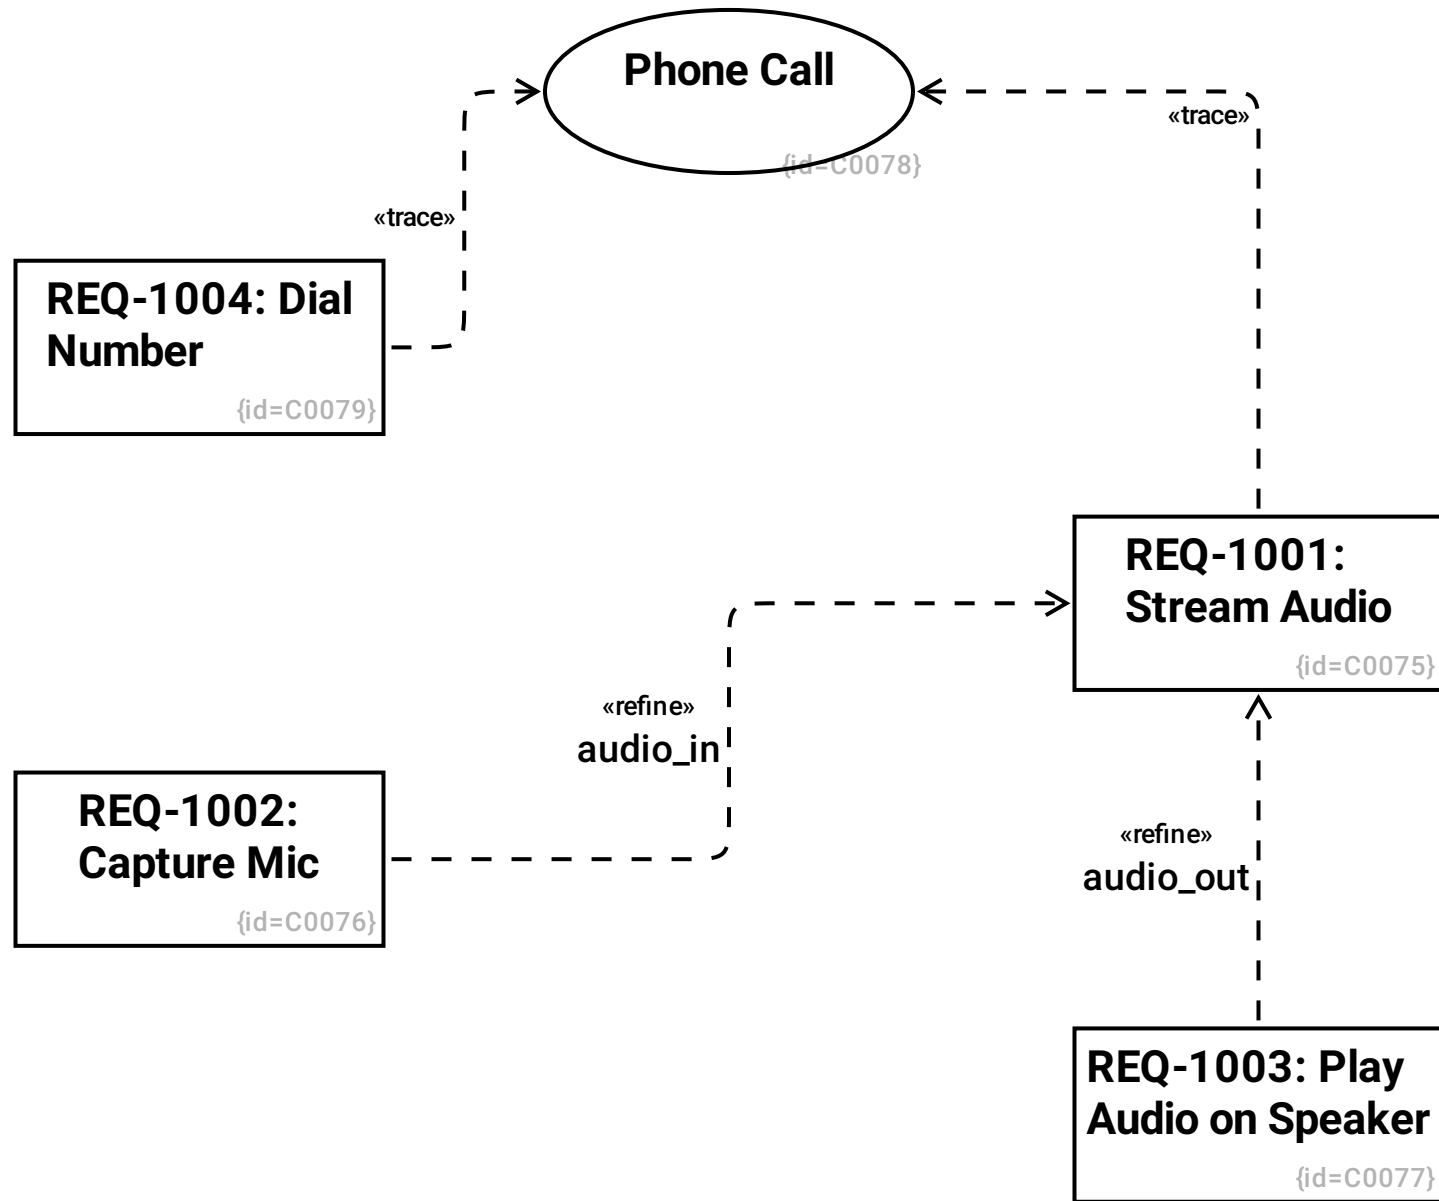 Phone Call
{id=C0078}
«trace»
«trace»
REQ-1004: Dial
Number
{id=C0079}
REQ-1001:
Stream Audio
{id=C0075}
«refine»
audio_in
REQ-1002:
Capture Mic
{id=C0076}
«refine»
audio_out
REQ-1003: Play
Audio on Speaker
{id=C0077}